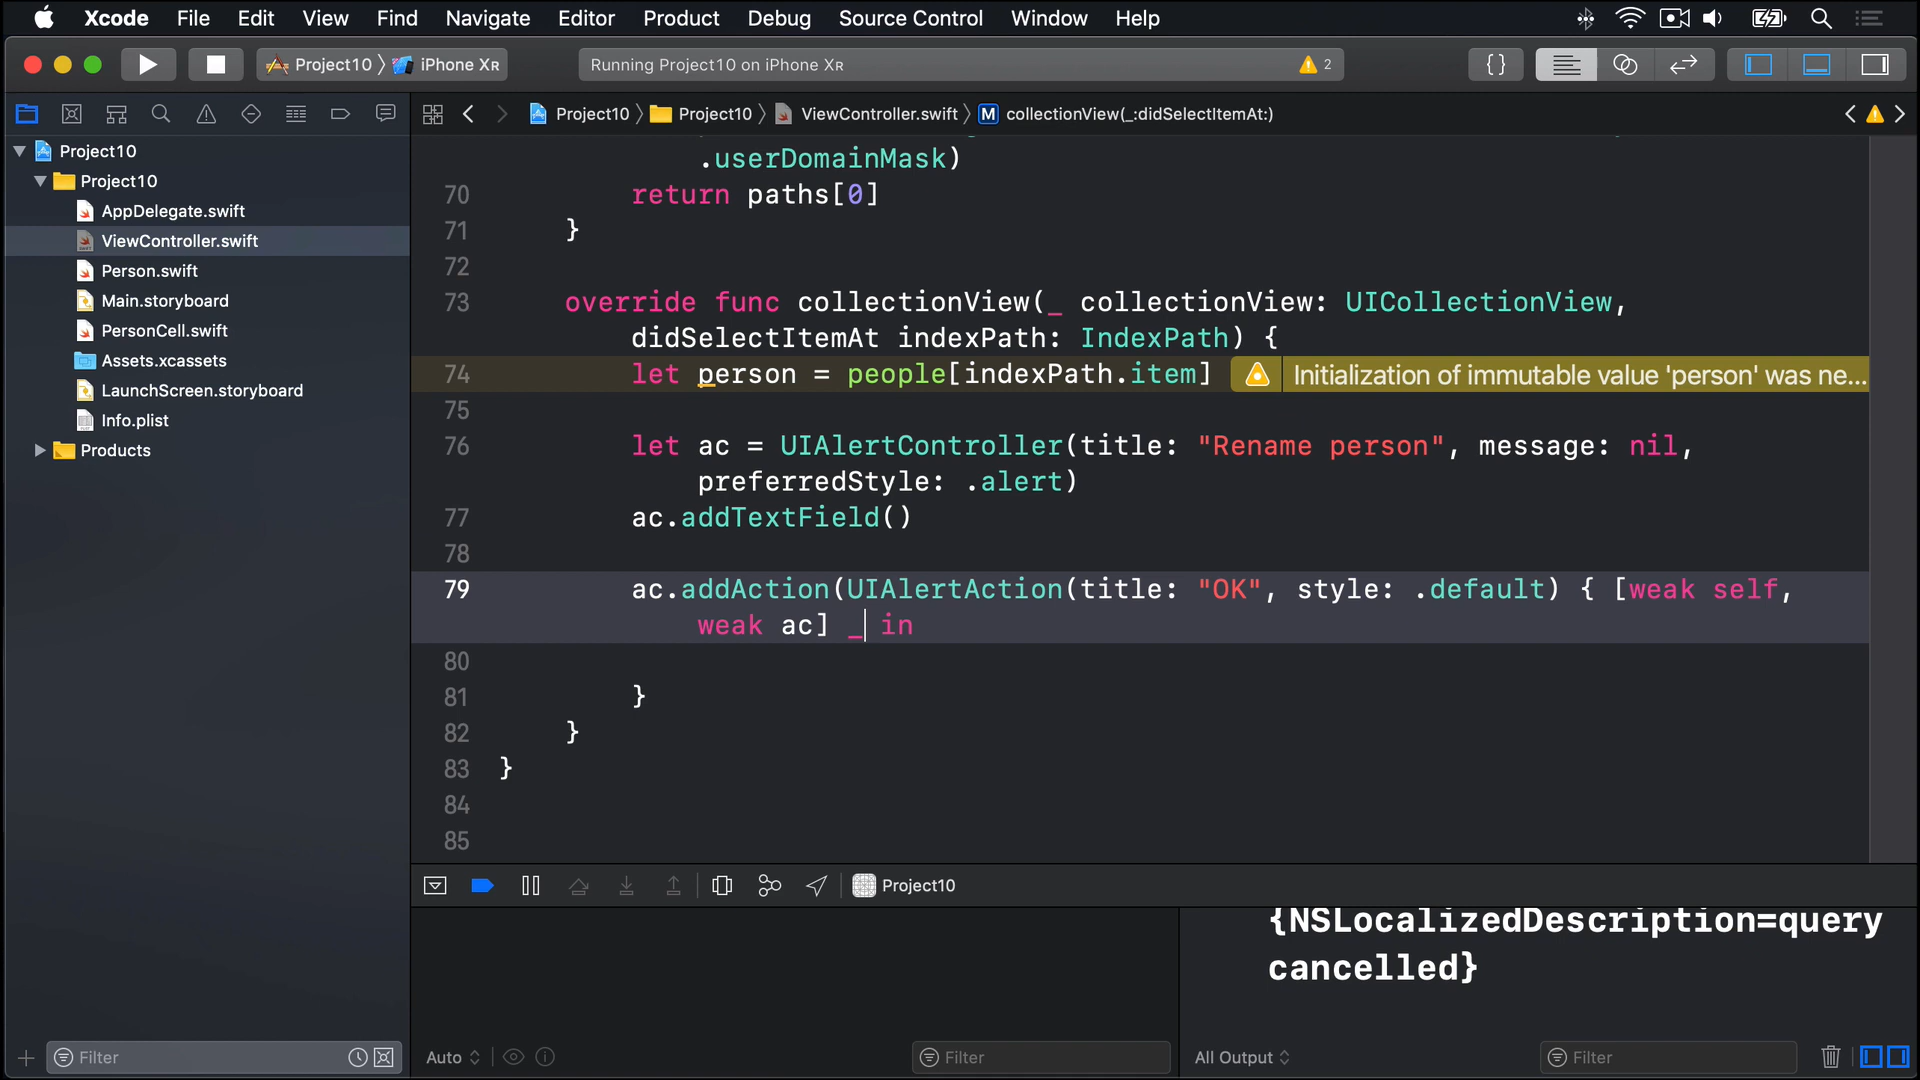 Xcode File Edit View Find Navigate Editor Product Debug Source Control Window Help
Project10 iPhone XR
Running Project10 on iPhone XR
2
Project10 Project10 ViewController.swift M collectionView(_:didSelectItemAt:)
Project10
Project10
AppDelegate.swift
ViewController.swift
Person.swift
Main.storyboard
PersonCell.swift
Assets.xcassets
LaunchScreen.storyboard
Info.plist
Products
.userDomainMask)
70 return paths[0]
71 }
72
73 override func collectionView(_ collectionView: UICollectionView,
didSelectItemAt indexPath: IndexPath) {
74 let person = people[indexPath.item] Initialization of immutable value 'person' was ne...
75
76 let ac = UIAlertController(title: "Rename person", message: nil,
preferredStyle: .alert)
77 ac.addTextField()
78
79 ac.addAction(UIAlertAction(title: "OK", style: .default) { [weak self,
weak ac] _ in
80
81 }
82 }
83 }
84
85
Project10
{NSLocalizedDescription=query
cancelled}
Filter
Auto
Filter
All Output
Filter